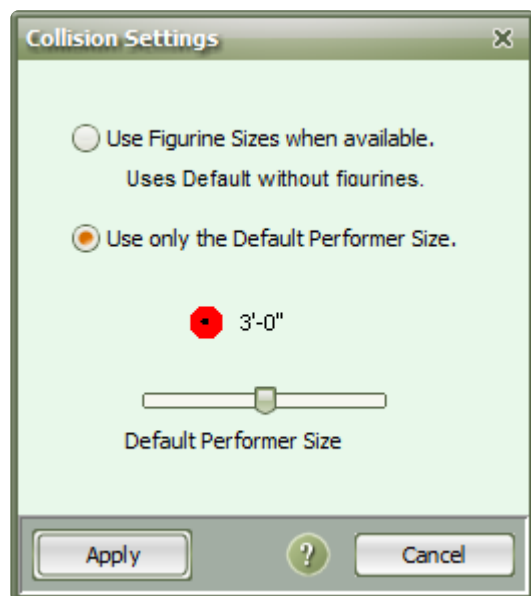 Collision Settings
Use Figurine Sizes when available.
Uses Default without figurines.
Use only the Default Performer Size.
3'-0"
Default Performer Size
Apply
?
Cancel